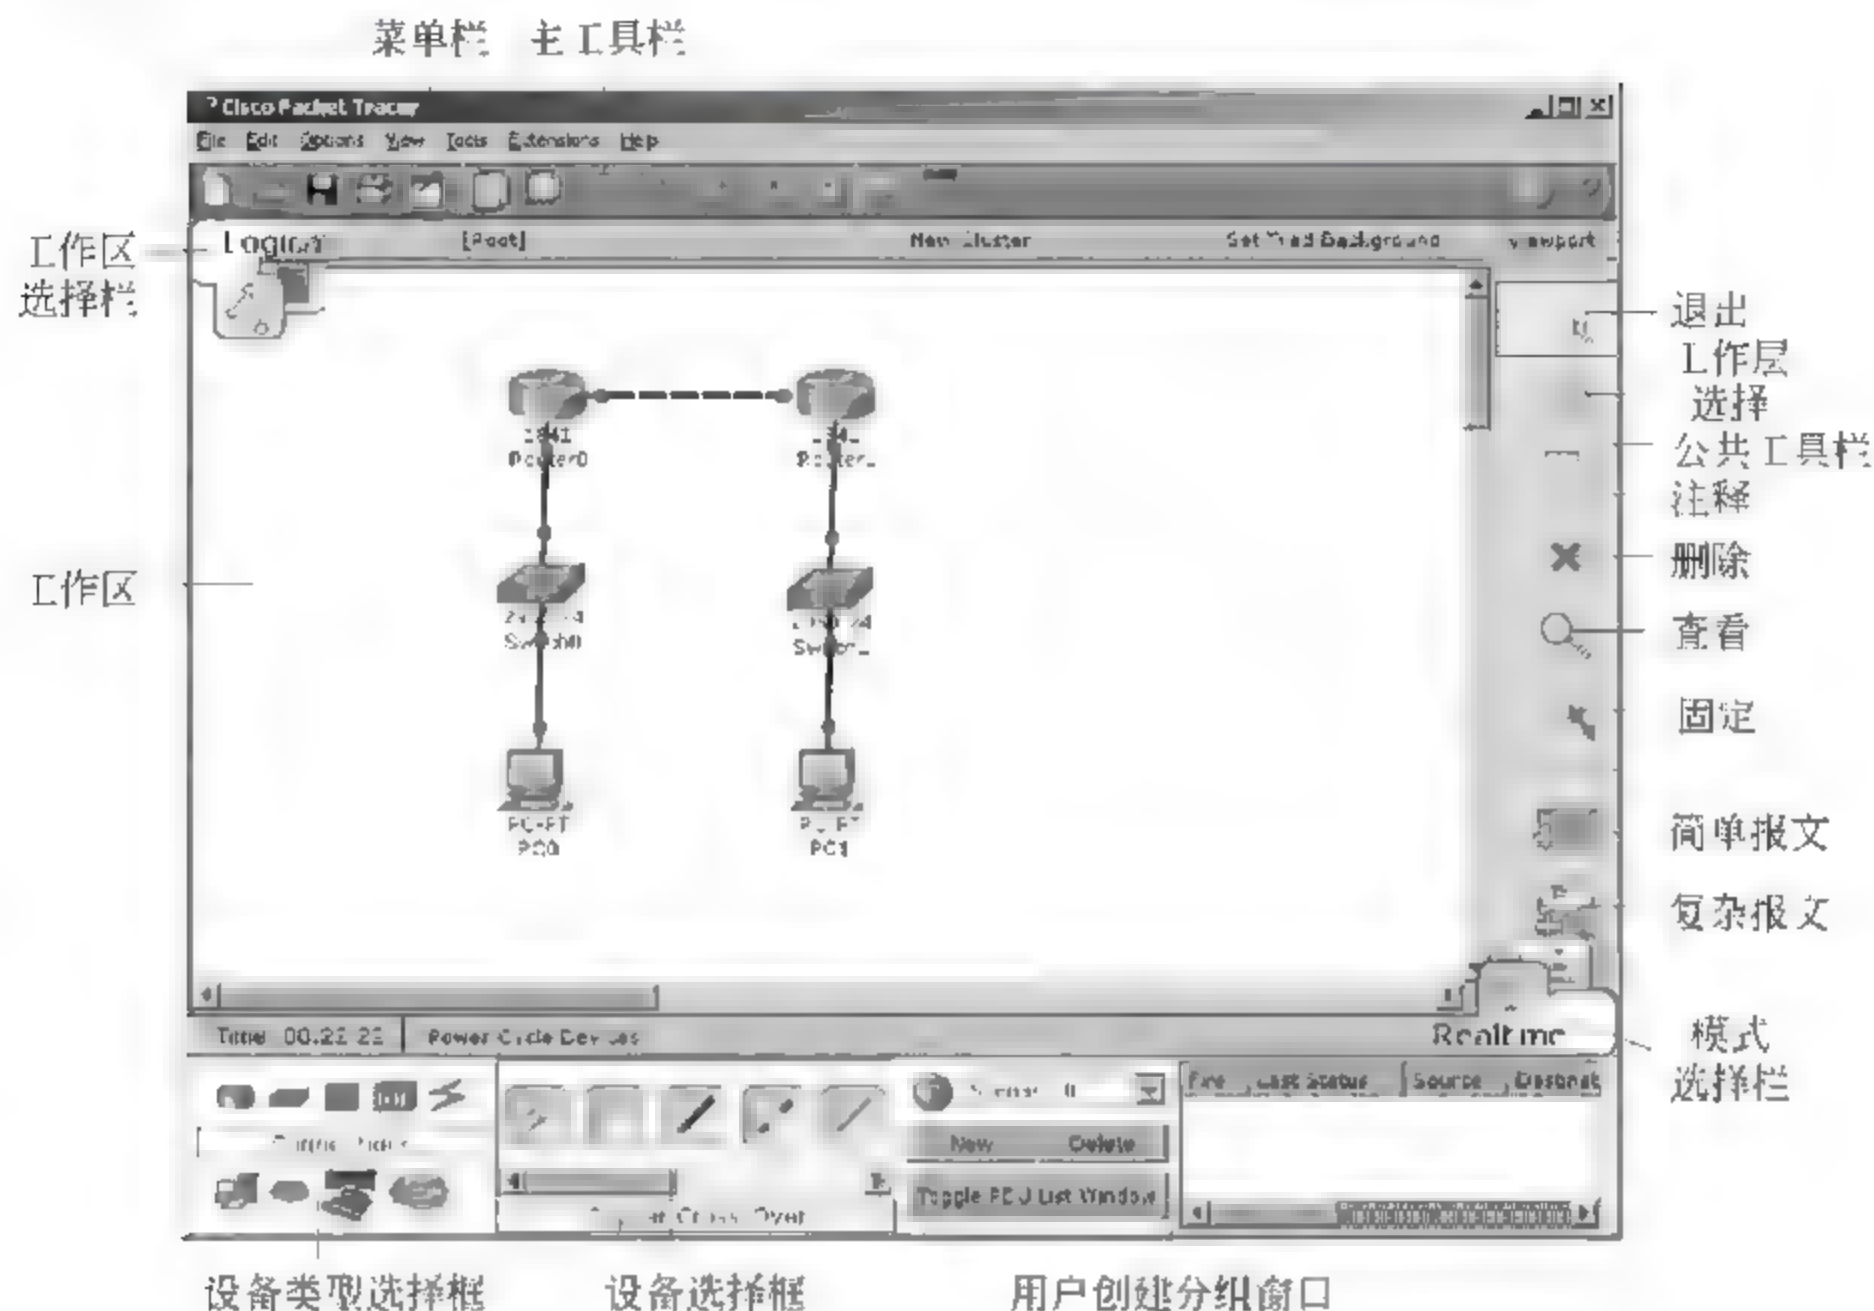 菜单栏 主工具栏
Cisco Packet Tracer
File Edit Options View Tools Extensions Help
工作区
选择栏
Logical [Root] New Cluster Set Tiled Background Viewport
退出
工作层
选择
公共工具栏
注释
删除
查看
固定
简单报文
复杂报文
模式
选择栏
工作区
1841
Router0
Router
Switch0
PC-PT
PC0
PC-PT
PC1
Time: 00:22:22 Power Cycle Devices Realtime
Fire Last Status Source Destinat
New Delete
Toggle PDU List Window
设备类型选择框 设备选择框 用户创建分组窗口